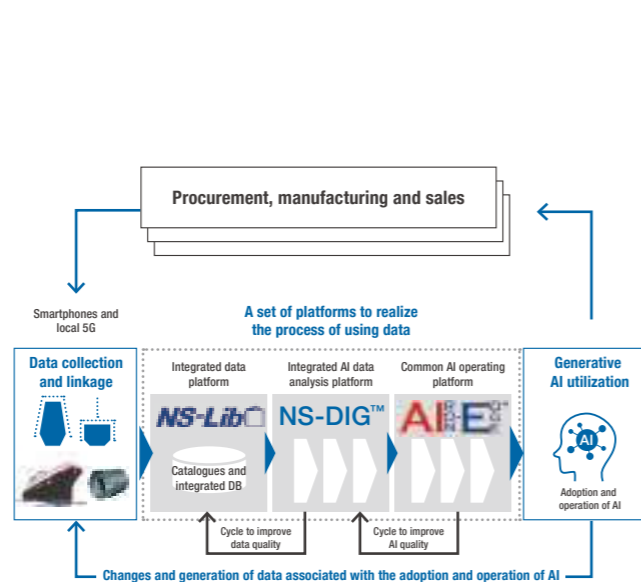 Procurement, manufacturing and sales
Smartphones and
local 5G
A set of platforms to realize
the process of using data
Data collection
and linkage
Integrated data
platform
NS-Lib
Catalogues and
integrated DB
Integrated AI data
analysis platform
NS-DIG™
Common AI operating
platform
Generative
AI utilization
AI
Adoption and
operation of AI
Cycle to improve
data quality
Cycle to improve
AI quality
Changes and generation of data associated with the adoption and operation of AI